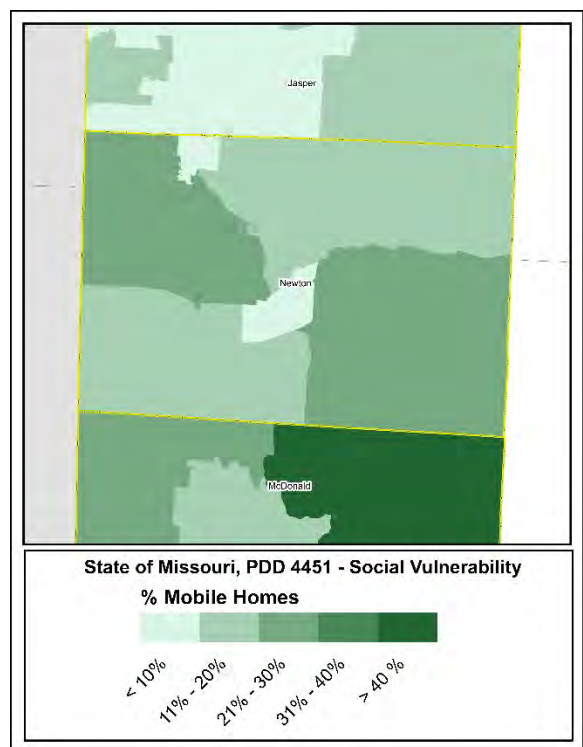 Jasper
Newton
McDonald
State of Missouri, PDD 4451 - Social Vulnerability
% Mobile Homes
< 10%
11% - 20%
21% - 30%
31% - 40%
> 40 %